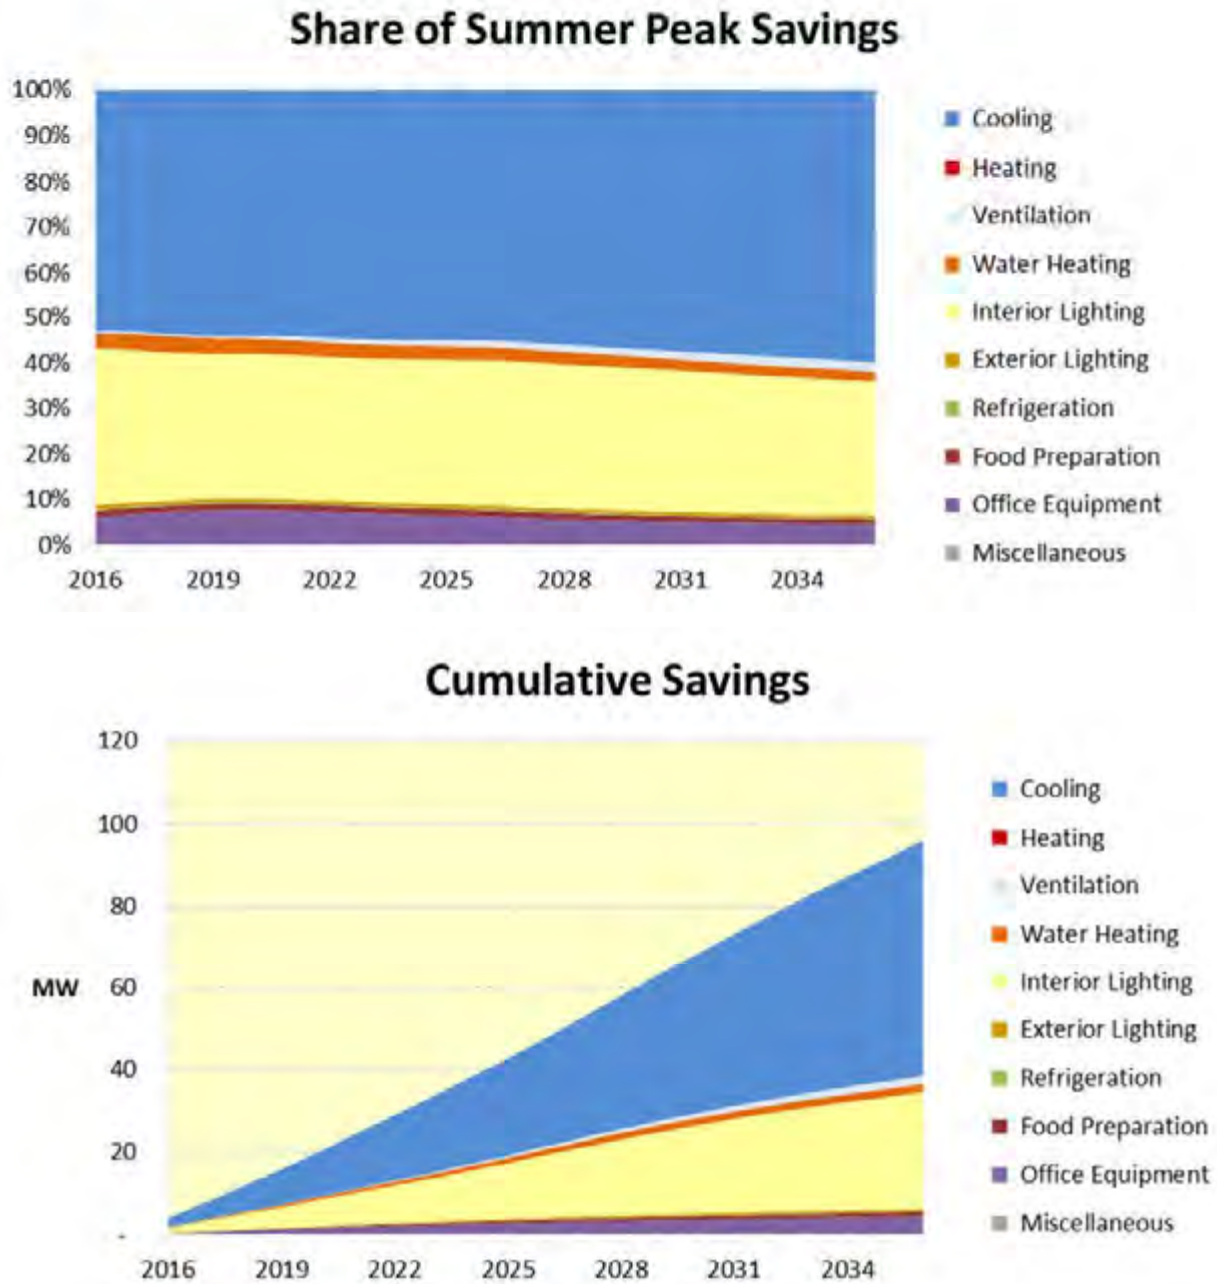 Share of Summer Peak Savings
100%
90%
80%
70%
60%
50%
40%
30%
20%
10%
0%
2016 2019 2022 2025 2028 2031 2034
Cooling
Heating
Ventilation
Water Heating
Interior Lighting
Exterior Lighting
Refrigeration
Food Preparation
Office Equipment
Miscellaneous
Cumulative Savings
120
100
80
MW 60
40
20
-
2016 2019 2022 2025 2028 2031 2034
Cooling
Heating
Ventilation
Water Heating
Interior Lighting
Exterior Lighting
Refrigeration
Food Preparation
Office Equipment
Miscellaneous